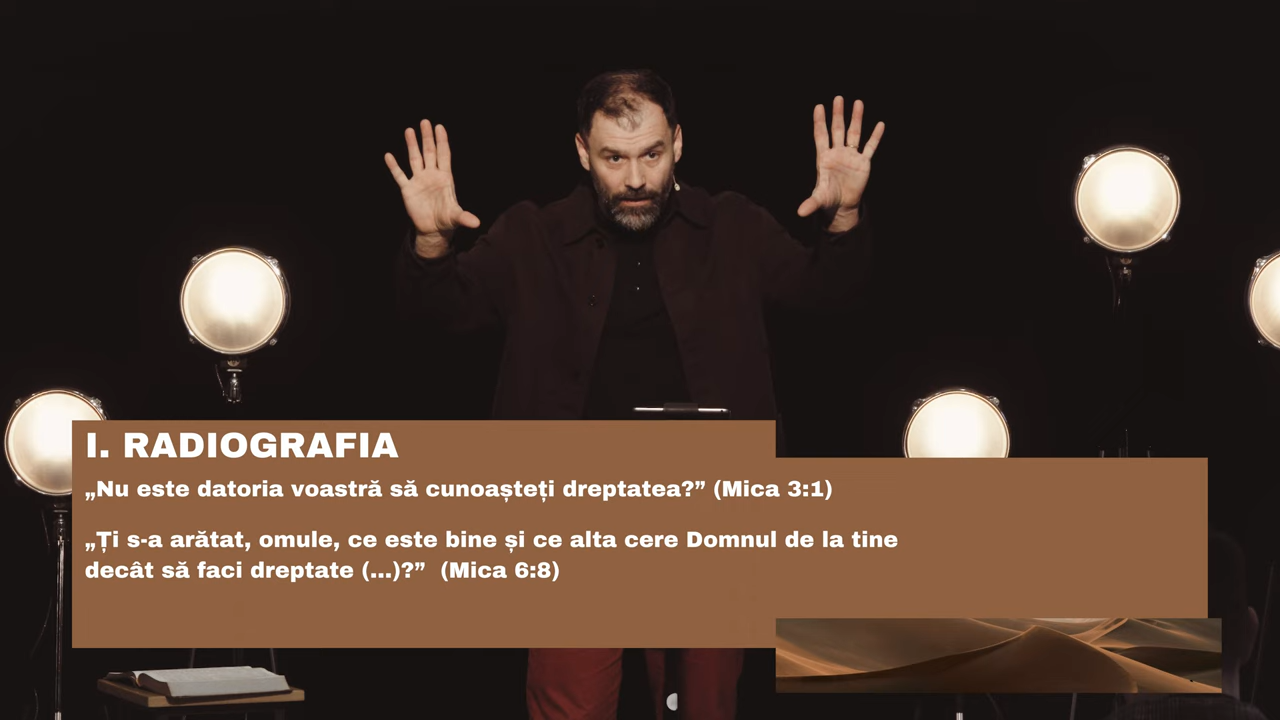 I. RADIOGRAFIA
„Nu este datoria voastră să cunoașteți dreptatea?” (Mica 3:1)
„Ți s-a arătat, omule, ce este bine și ce alta cere Domnul de la tine
decât să faci dreptate (...)?” (Mica 6:8)